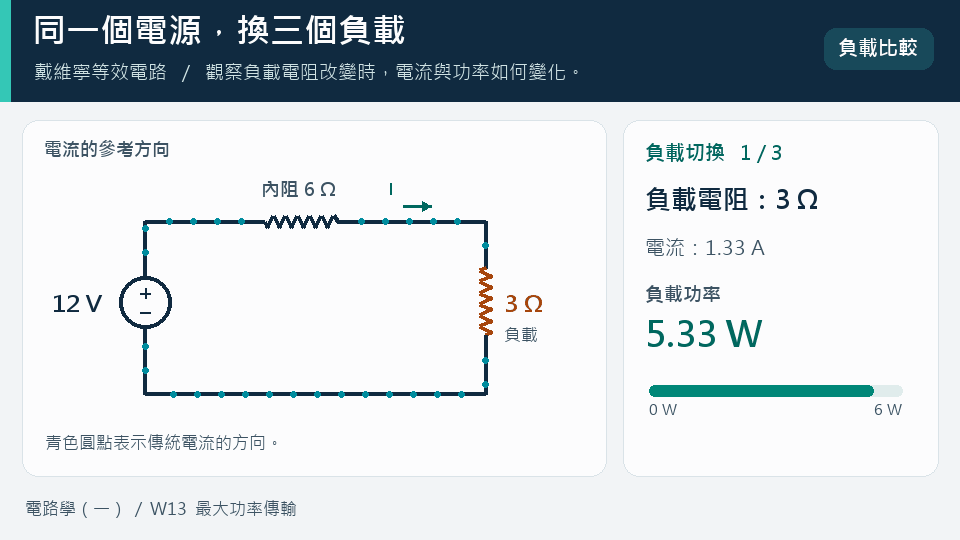 同一個電源，換三個負載
戴維寧等效電路 / 觀察負載電阻改變時，電流與功率如何變化。
負載比較
電流的參考方向
內阻 6 Ω
I
12 V
+
−
3 Ω
負載
青色圓點表示傳統電流的方向。
負載切換 1 / 3
負載電阻：3 Ω
電流：1.33 A
負載功率
5.33 W
0 W
6 W
電路學（一） / W13 最大功率傳輸